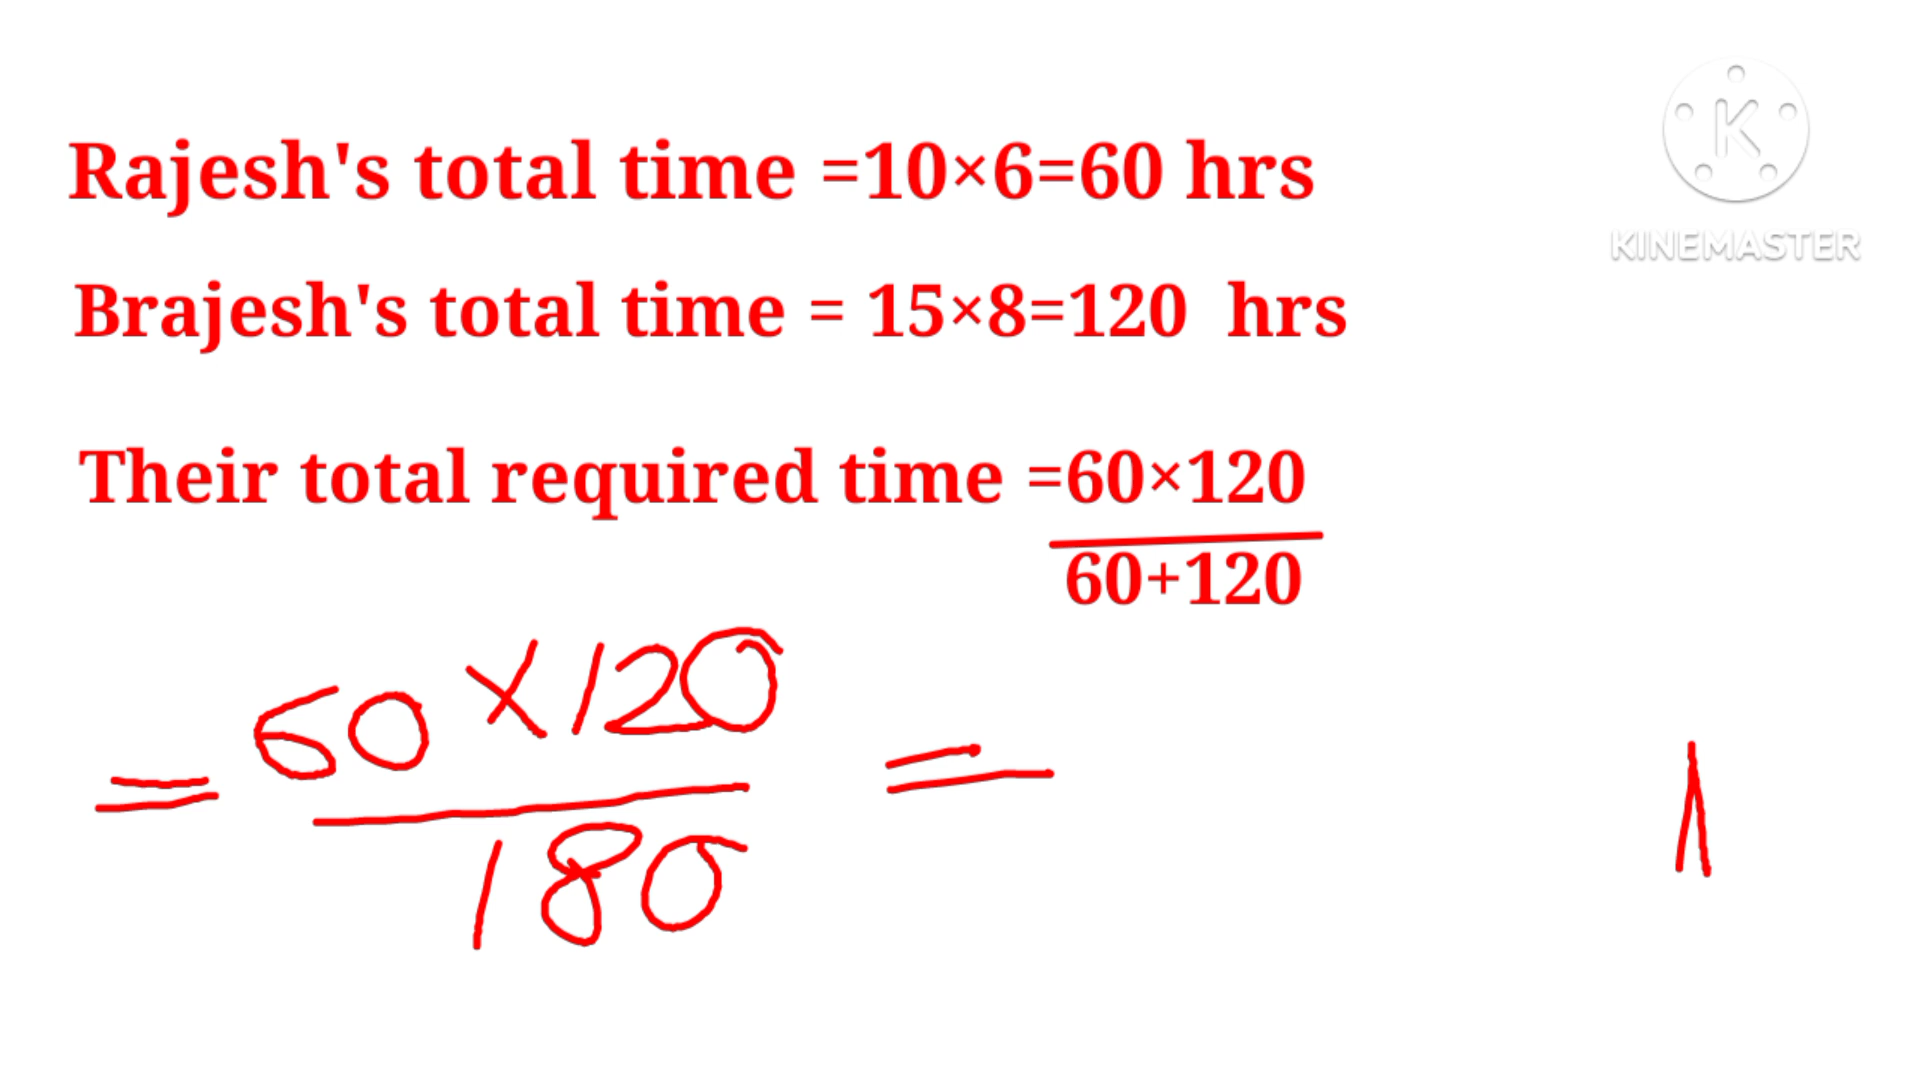 Rajesh's total time =10×6=60 hrs
KINEMASTER
Brajesh's total time = 15×8=120 hrs
Their total required time =60×120
60+120
= 60 ×120 =
180